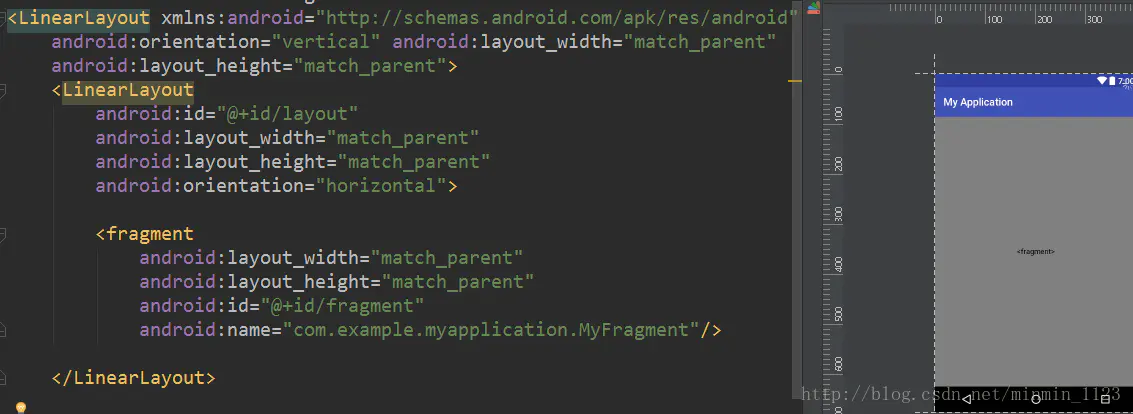 <LinearLayout xmlns:android="http://schemas.android.com/apk/res/android"
android:orientation="vertical" android:layout_width="match_parent"
android:layout_height="match_parent">
<LinearLayout
android:id="@+id/layout"
android:layout_width="match_parent"
android:layout_height="match_parent"
android:orientation="horizontal">
<fragment
android:layout_width="match_parent"
android:layout_height="match_parent"
android:id="@+id/fragment"
android:name="com.example.myapplication.MyFragment"/>
</LinearLayout>
0 100 200 300
0
100
200
300
400
500
600
7:00
My Application
<fragment>
http://blog.csdn.net/minmin_1123